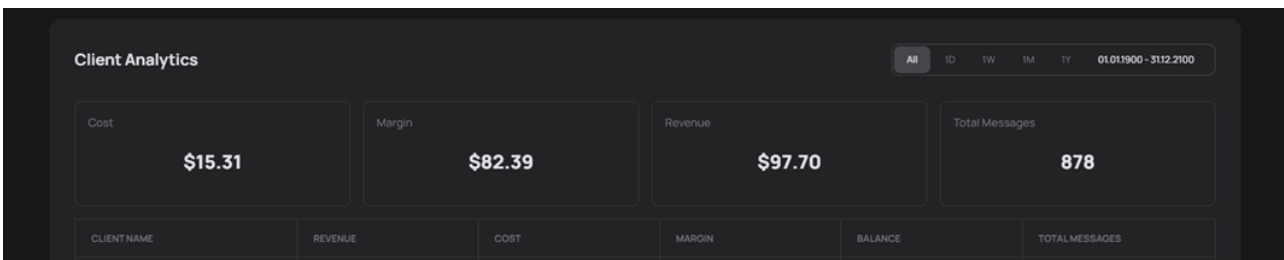 Client Analytics
All 1D 1W 1M 1Y 01.01.1900 - 31.12.2100
Cost
$15.31
Margin
$82.39
Revenue
$97.70
Total Messages
878
CLIENT NAME REVENUE COST MARGIN BALANCE TOTAL MESSAGES